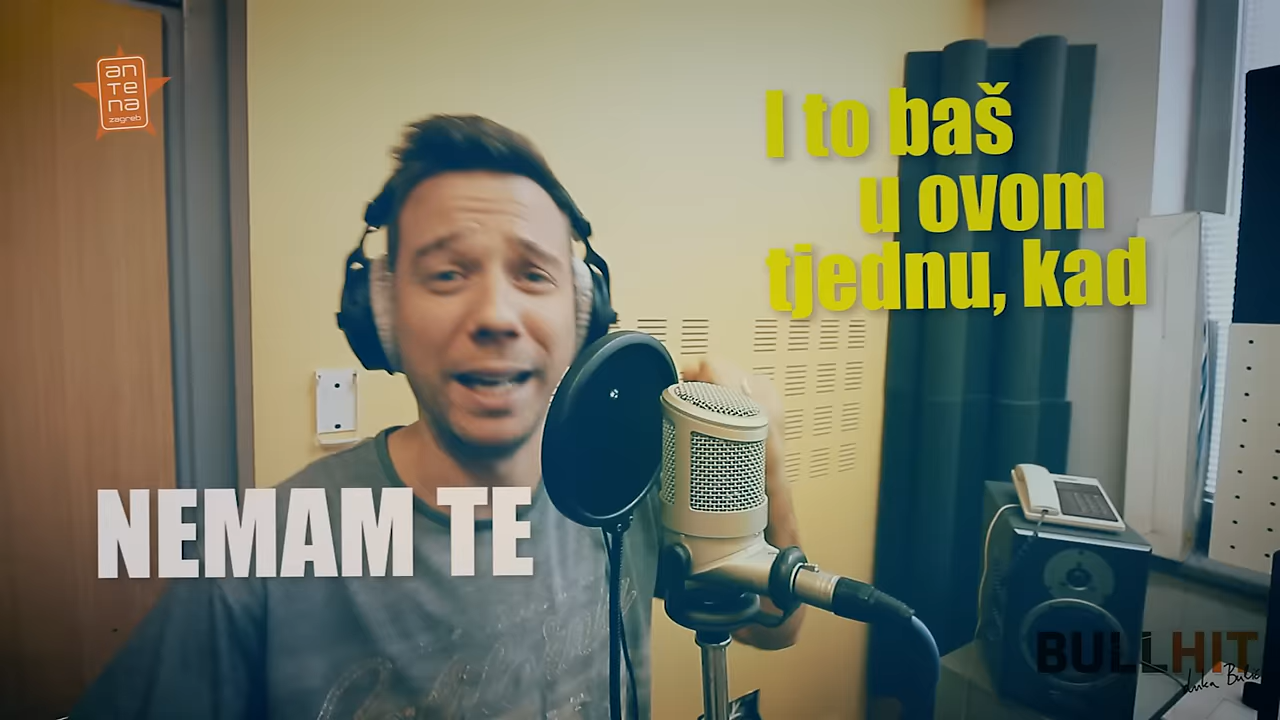 an
te
na
zagreb
I to baš
u ovom
tjednu, kad
NEMAM TE
BULLHIT